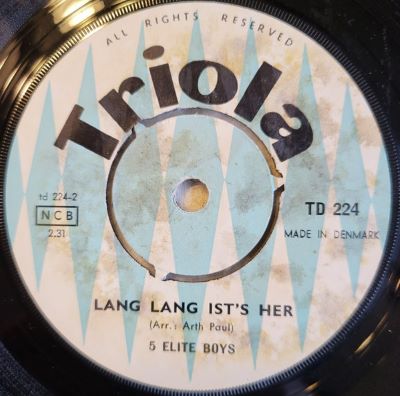 ALL RIGHTS RESERVED
Triola
td 224-2
NCB
2.31
TD 224
MADE IN DENMARK
LANG LANG IST'S HER
(Arr.: Arth Paul)
5 ELITE BOYS